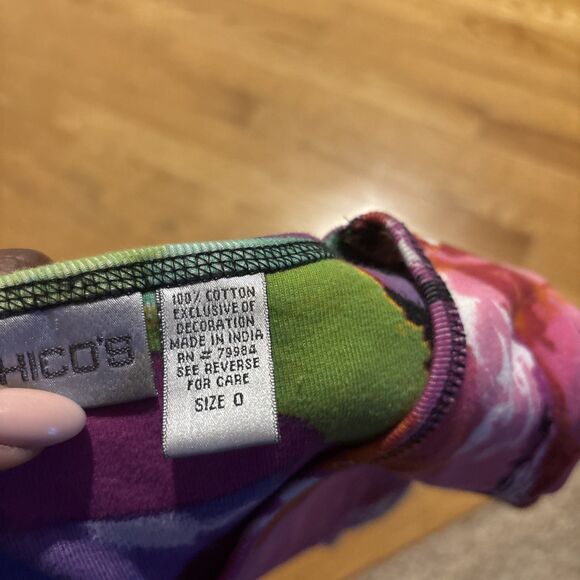 HICO'S
100% COTTON
EXCLUSIVE OF
DECORATION
MADE IN INDIA
RN # 79984
SEE REVERSE
FOR CARE
SIZE 0